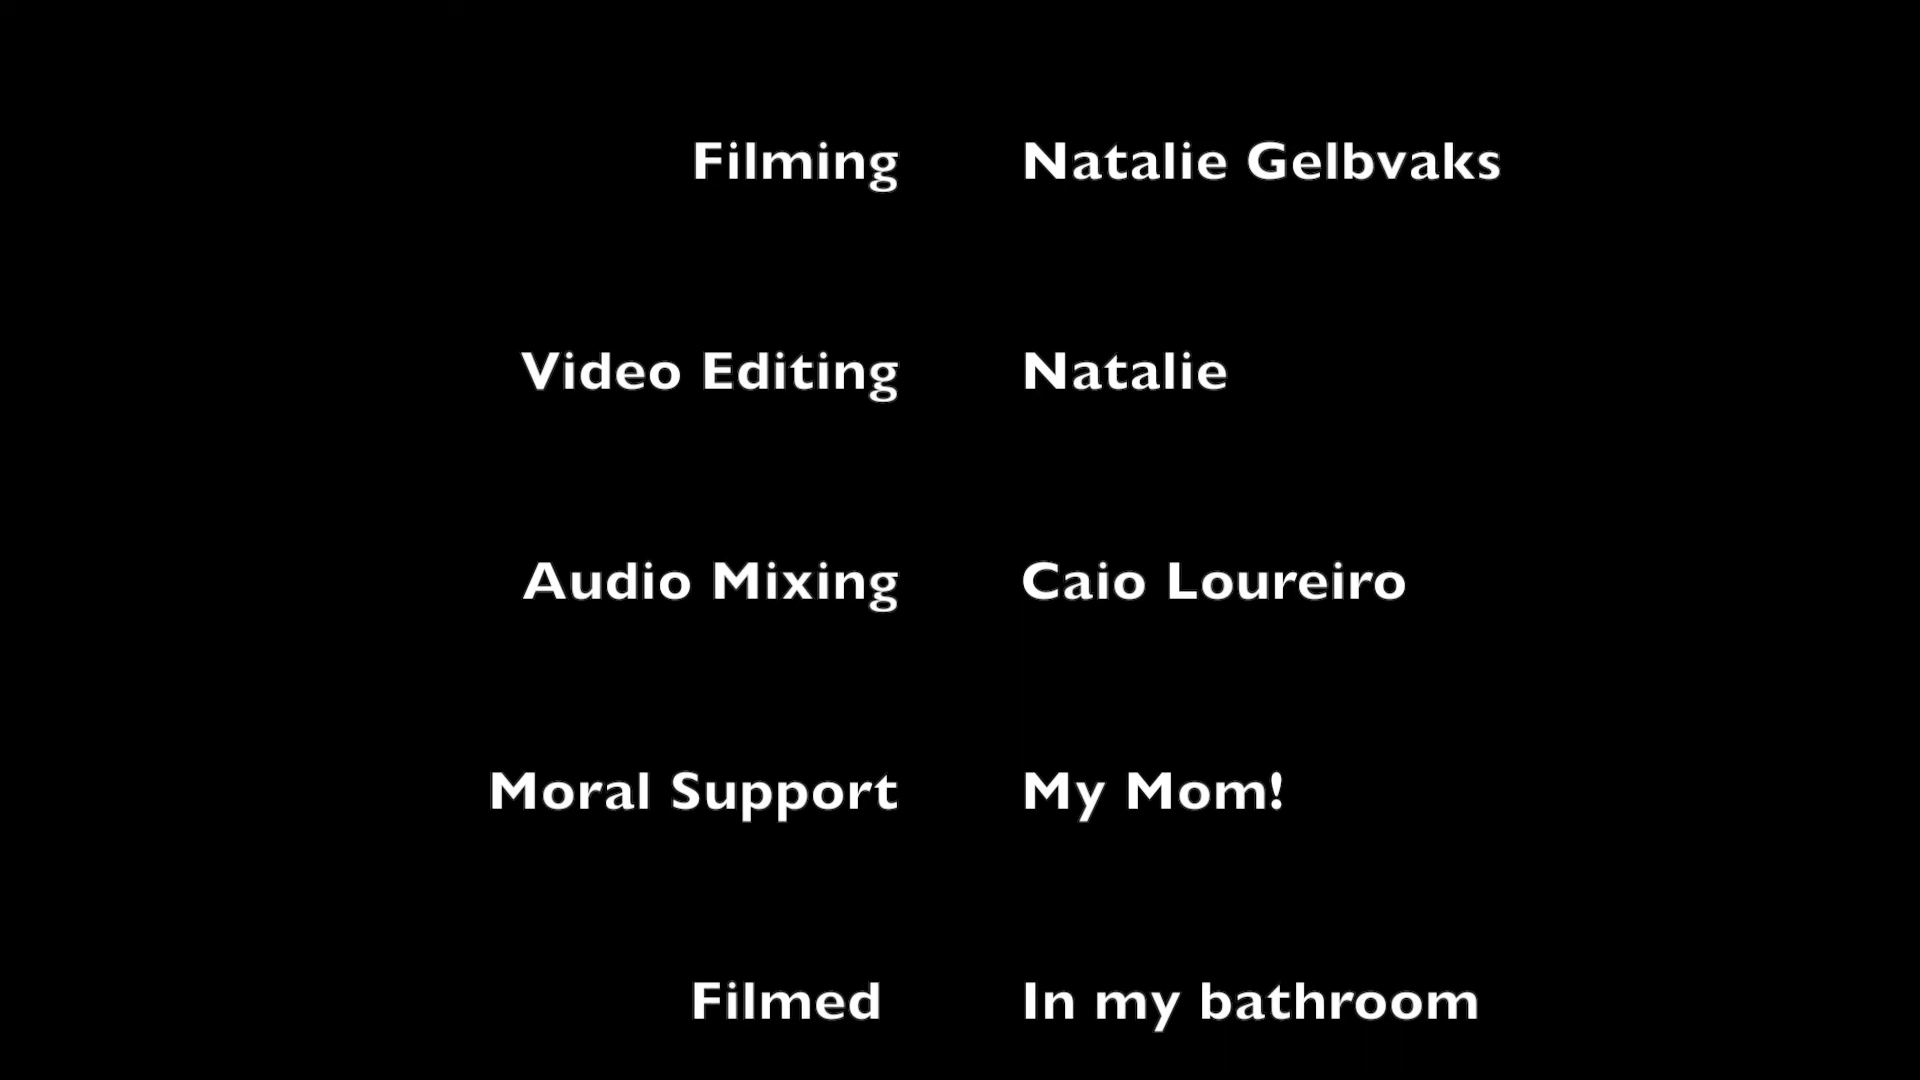 Filming Natalie Gelbvaks
Video Editing Natalie
Audio Mixing Caio Loureiro
Moral Support My Mom!
Filmed In my bathroom